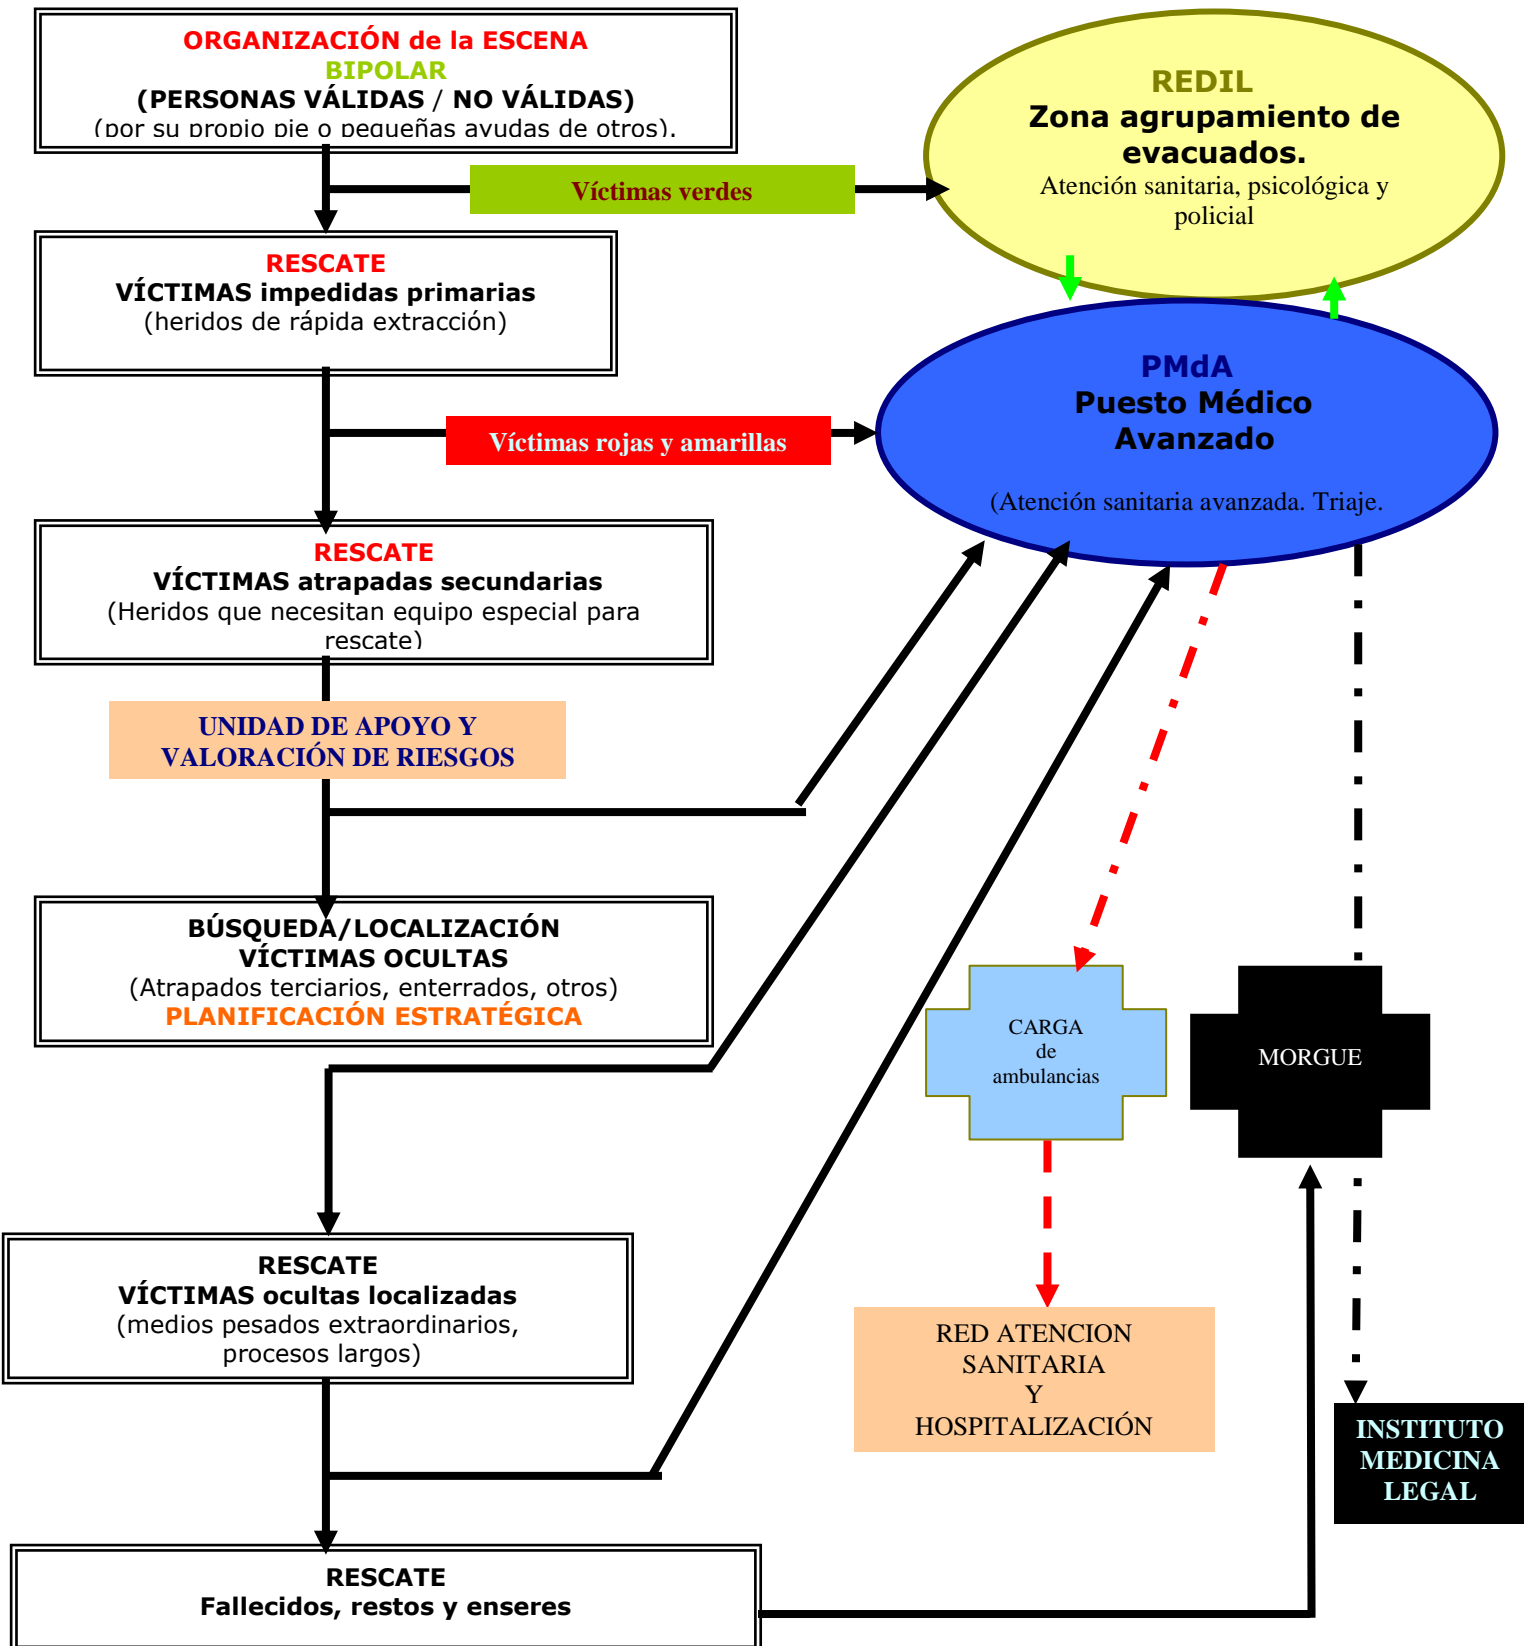 ORGANIZACIÓN de la ESCENA
BIPOLAR
(PERSONAS VÁLIDAS / NO VÁLIDAS)
(por su propio pie o pequeñas ayudas de otros).
Víctimas verdes
REDIL
Zona agrupamiento de
evacuados.
Atención sanitaria, psicológica y
policial
RESCATE
VÍCTIMAS impedidas primarias
(heridos de rápida extracción)
Víctimas rojas y amarillas
PMdA
Puesto Médico
Avanzado
(Atención sanitaria avanzada. Triaje.
RESCATE
VÍCTIMAS atrapadas secundarias
(Heridos que necesitan equipo especial para
rescate)
UNIDAD DE APOYO Y
VALORACIÓN DE RIESGOS
BÚSQUEDA/LOCALIZACIÓN
VÍCTIMAS OCULTAS
(Atrapados terciarios, enterrados, otros)
PLANIFICACIÓN ESTRATÉGICA
CARGA
de
ambulancias
MORGUE
RESCATE
VÍCTIMAS ocultas localizadas
(medios pesados extraordinarios,
procesos largos)
RED ATENCION
SANITARIA
Y
HOSPITALIZACIÓN
INSTITUTO
MEDICINA
LEGAL
RESCATE
Fallecidos, restos y enseres